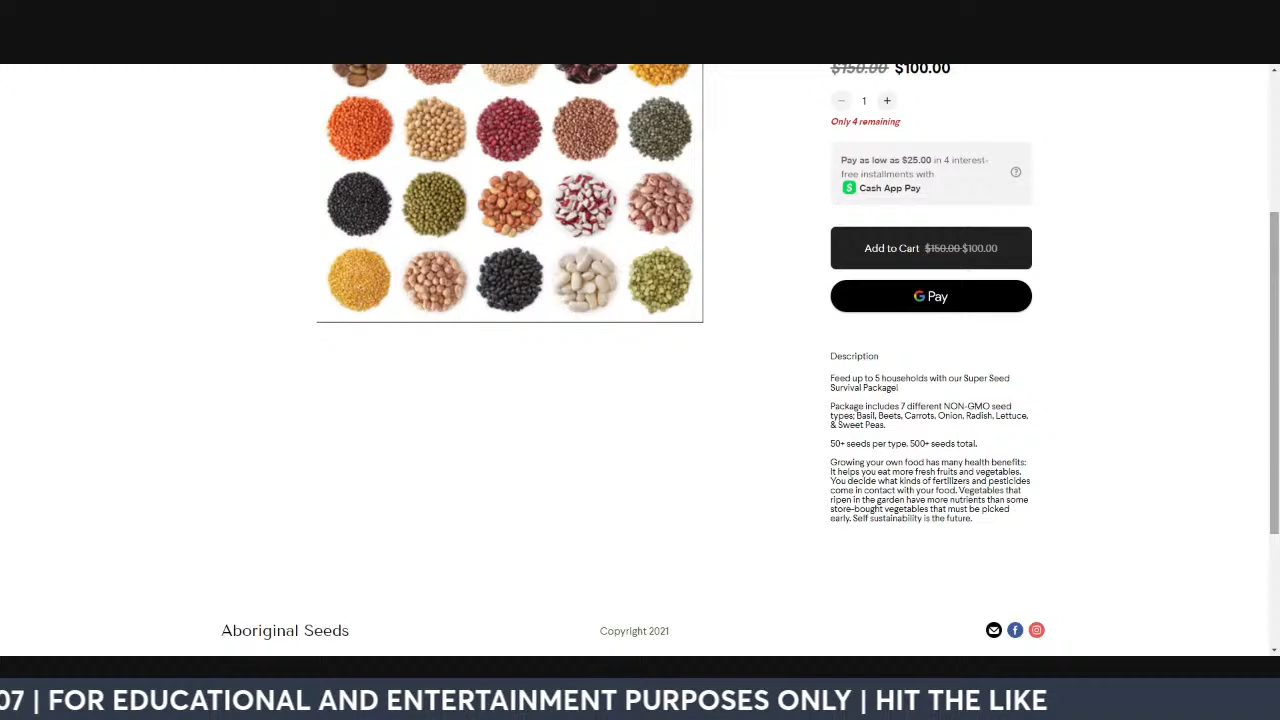 $150.00 $100.00
1
Only 4 remaining
Pay as low as $25.00 in 4 interest-
free installments with
Cash App Pay
Add to Cart $150.00 $100.00
G Pay
Description
Feed up to 5 households with our Super Seed
Survival Package!
Package includes 7 different NON-GMO seed
types; Basil, Beets, Carrots, Onion, Radish, Lettuce,
& Sweet Peas.
50+ seeds per type. 500+ seeds total.
Growing your own food has many health benefits:
It helps you eat more fresh fruits and vegetables.
You decide what kinds of fertilizers and pesticides
come in contact with your food. Vegetables that
ripen in the garden have more nutrients than some
store-bought vegetables that must be picked
early. Self sustainability is the future.
Aboriginal Seeds
Copyright 2021
07 | FOR EDUCATIONAL AND ENTERTAINMENT PURPOSES ONLY | HIT THE LIKE